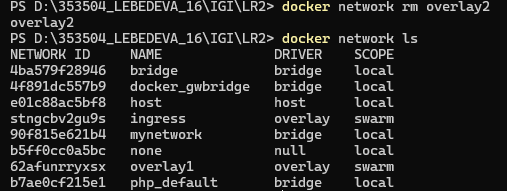 PS D:\353504_LEBEDEVA_16\IGI\LR2> docker network rm overlay2
overlay2
PS D:\353504_LEBEDEVA_16\IGI\LR2> docker network ls
NETWORK ID     NAME              DRIVER    SCOPE
4ba579f28946   bridge            bridge    local
4f891dc557b9   docker_gwbridge   bridge    local
e01c88ac5bf8   host              host      local
stngcbv2gu9s   ingress           overlay   swarm
90f815e621b4   mynetwork         bridge    local
b5ff0cc0a5bc   none              null      local
62afunrryxsx   overlay1          overlay   swarm
b7ae0cf215e1   php_default       bridge    local